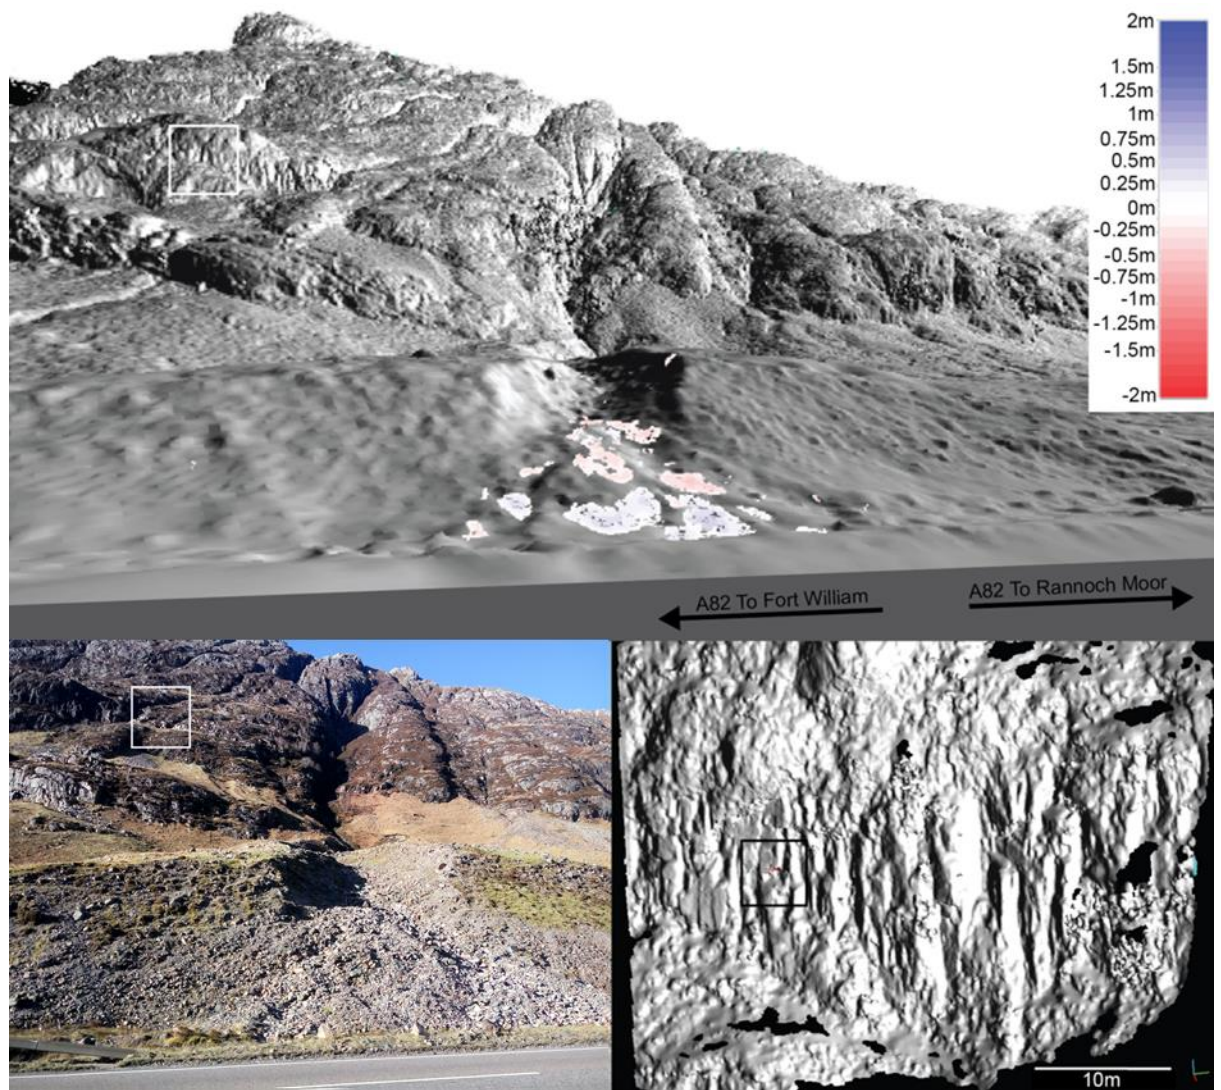 2m
1.5m
1.25m
1m
0.75m
0.5m
0.25m
0m
-0.25m
-0.5m
-0.75m
-1m
-1.25m
-1.5m
-2m
A82 To Fort William
A82 To Rannoch Moor
10m